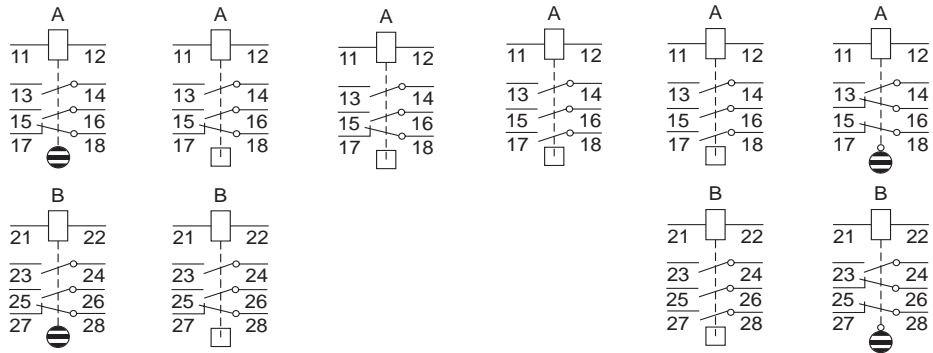 A A A A A A
11 12 11 12 11 12 11 12 11 12 11 12
13 14 13 14 13 14 13 14 13 14 13 14
15 16 15 16 15 16 15 16 15 16 15 16
17 18 17 18 17 18 17 18 17 18 17 18
B B B B
21 22 21 22 21 22 21 22
23 24 23 24 23 24 23 24
25 26 25 26 25 26 25 26
27 28 27 28 27 28 27 28